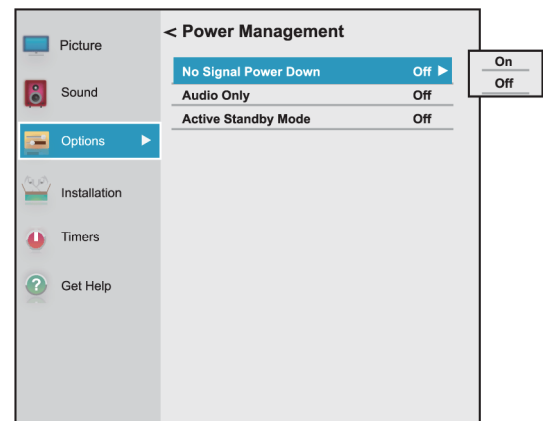 < Power Management
Picture
Sound
Options
Installation
Timers
Get Help
No Signal Power Down Off
Audio Only Off
Active Standby Mode Off
On
Off